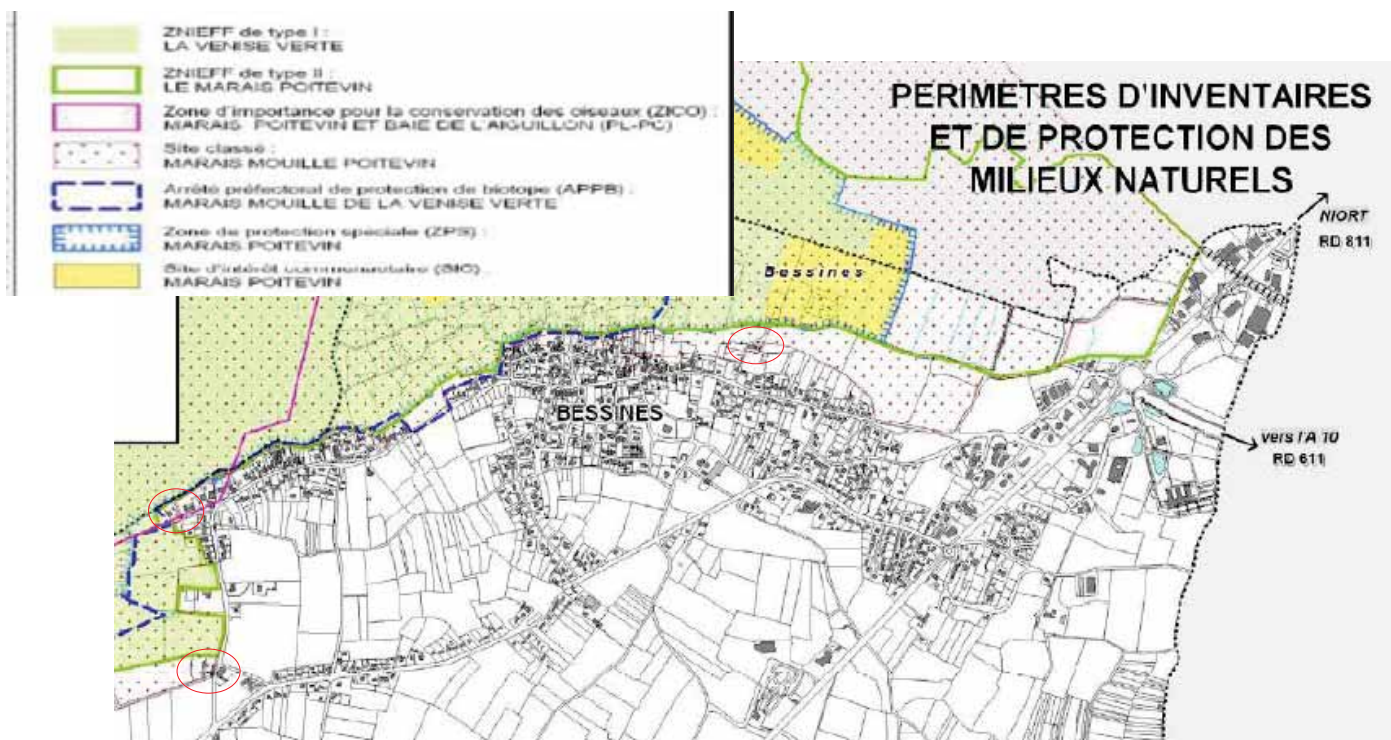 ZNIEFF de type I :
LA VENISE VERTE
ZNIEFF de type II :
LE MARAIS POITEVIN
Zone d'importance pour la conservation des oiseaux (ZICO) :
MARAIS POITEVIN ET BAIE DE L'AIGUILLON (PL-PC)
Site classé :
MARAIS MOUILLE POITEVIN
Arrêté préfectoral de protection de biotope (APPB) :
MARAIS MOUILLE DE LA VENISE VERTE
Zone de protection spéciale (ZPS) :
MARAIS POITEVIN
Site d'intérêt communautaire (SIC) :
MARAIS POITEVIN
PERIMETRES D'INVENTAIRES
ET DE PROTECTION DES
MILIEUX NATURELS
NIORT
RD 811
Bessines
BESSINES
vers l'A 10
RD 611